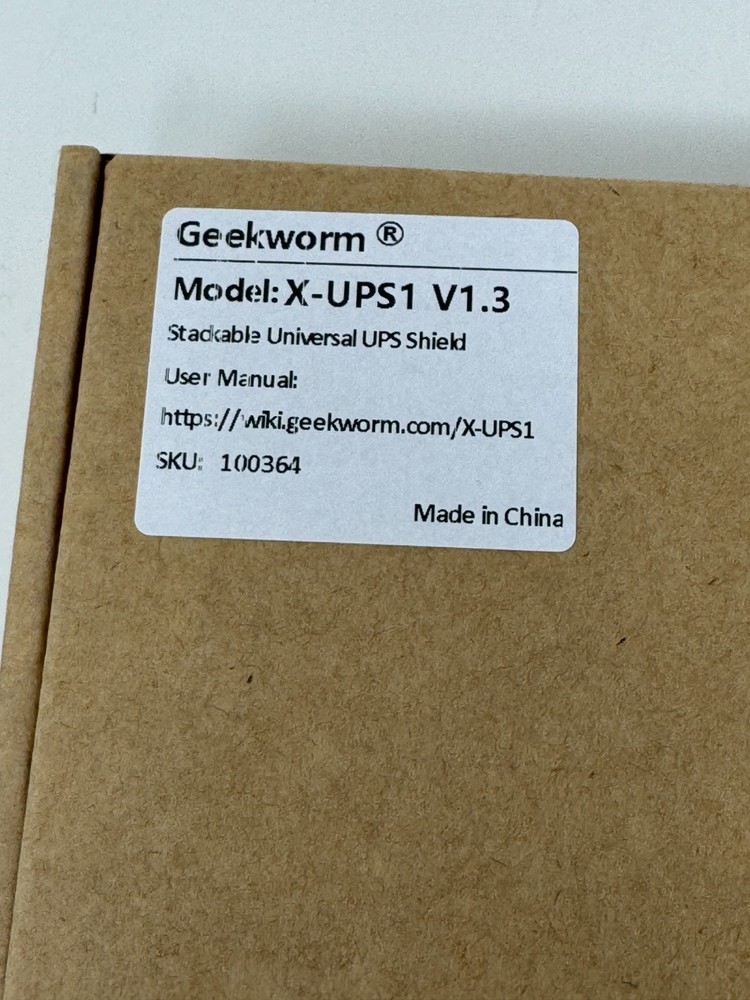 Geekworm ®
Model: X-UPS1 V1.3
Stackable Universal UPS Shield
User Manual:
https://wiki.geekworm.com/X-UPS1
SKU: 100364
Made in China